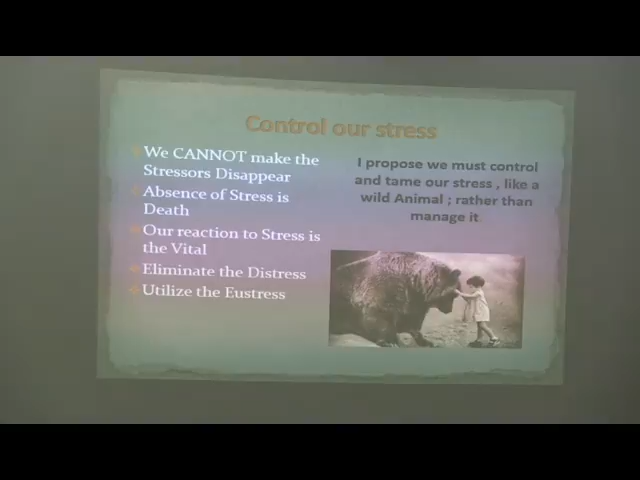 Control our stress
We CANNOT make the
Stressors Disappear
Absence of Stress is
Death
Our reaction to Stress is
the Vital
Eliminate the Distress
Utilize the Eustress
I propose we must control
and tame our stress , like a
wild Animal ; rather than
manage it